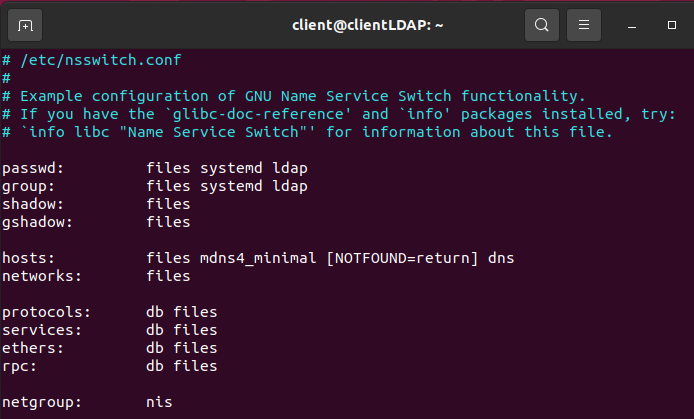 client@clientLDAP: ~
# /etc/nsswitch.conf
#
# Example configuration of GNU Name Service Switch functionality.
# If you have the `glibc-doc-reference' and `info' packages installed, try:
# `info libc "Name Service Switch"' for information about this file.

passwd:         files systemd ldap
group:          files systemd ldap
shadow:         files
gshadow:        files

hosts:          files mdns4_minimal [NOTFOUND=return] dns
networks:       files

protocols:      db files
services:       db files
ethers:         db files
rpc:            db files

netgroup:       nis